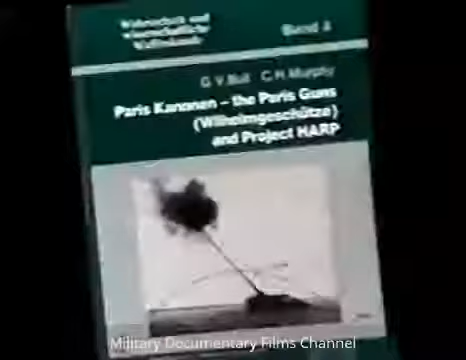 Wehrtechnik und
wissenschaftliche
Waffenkunde
Band 4
G. V. Bull C. H. Murphy
Paris Kanonen – the Paris Guns
(Wilhelmgeschütze)
and Project HARP
Military Documentary Films Channel